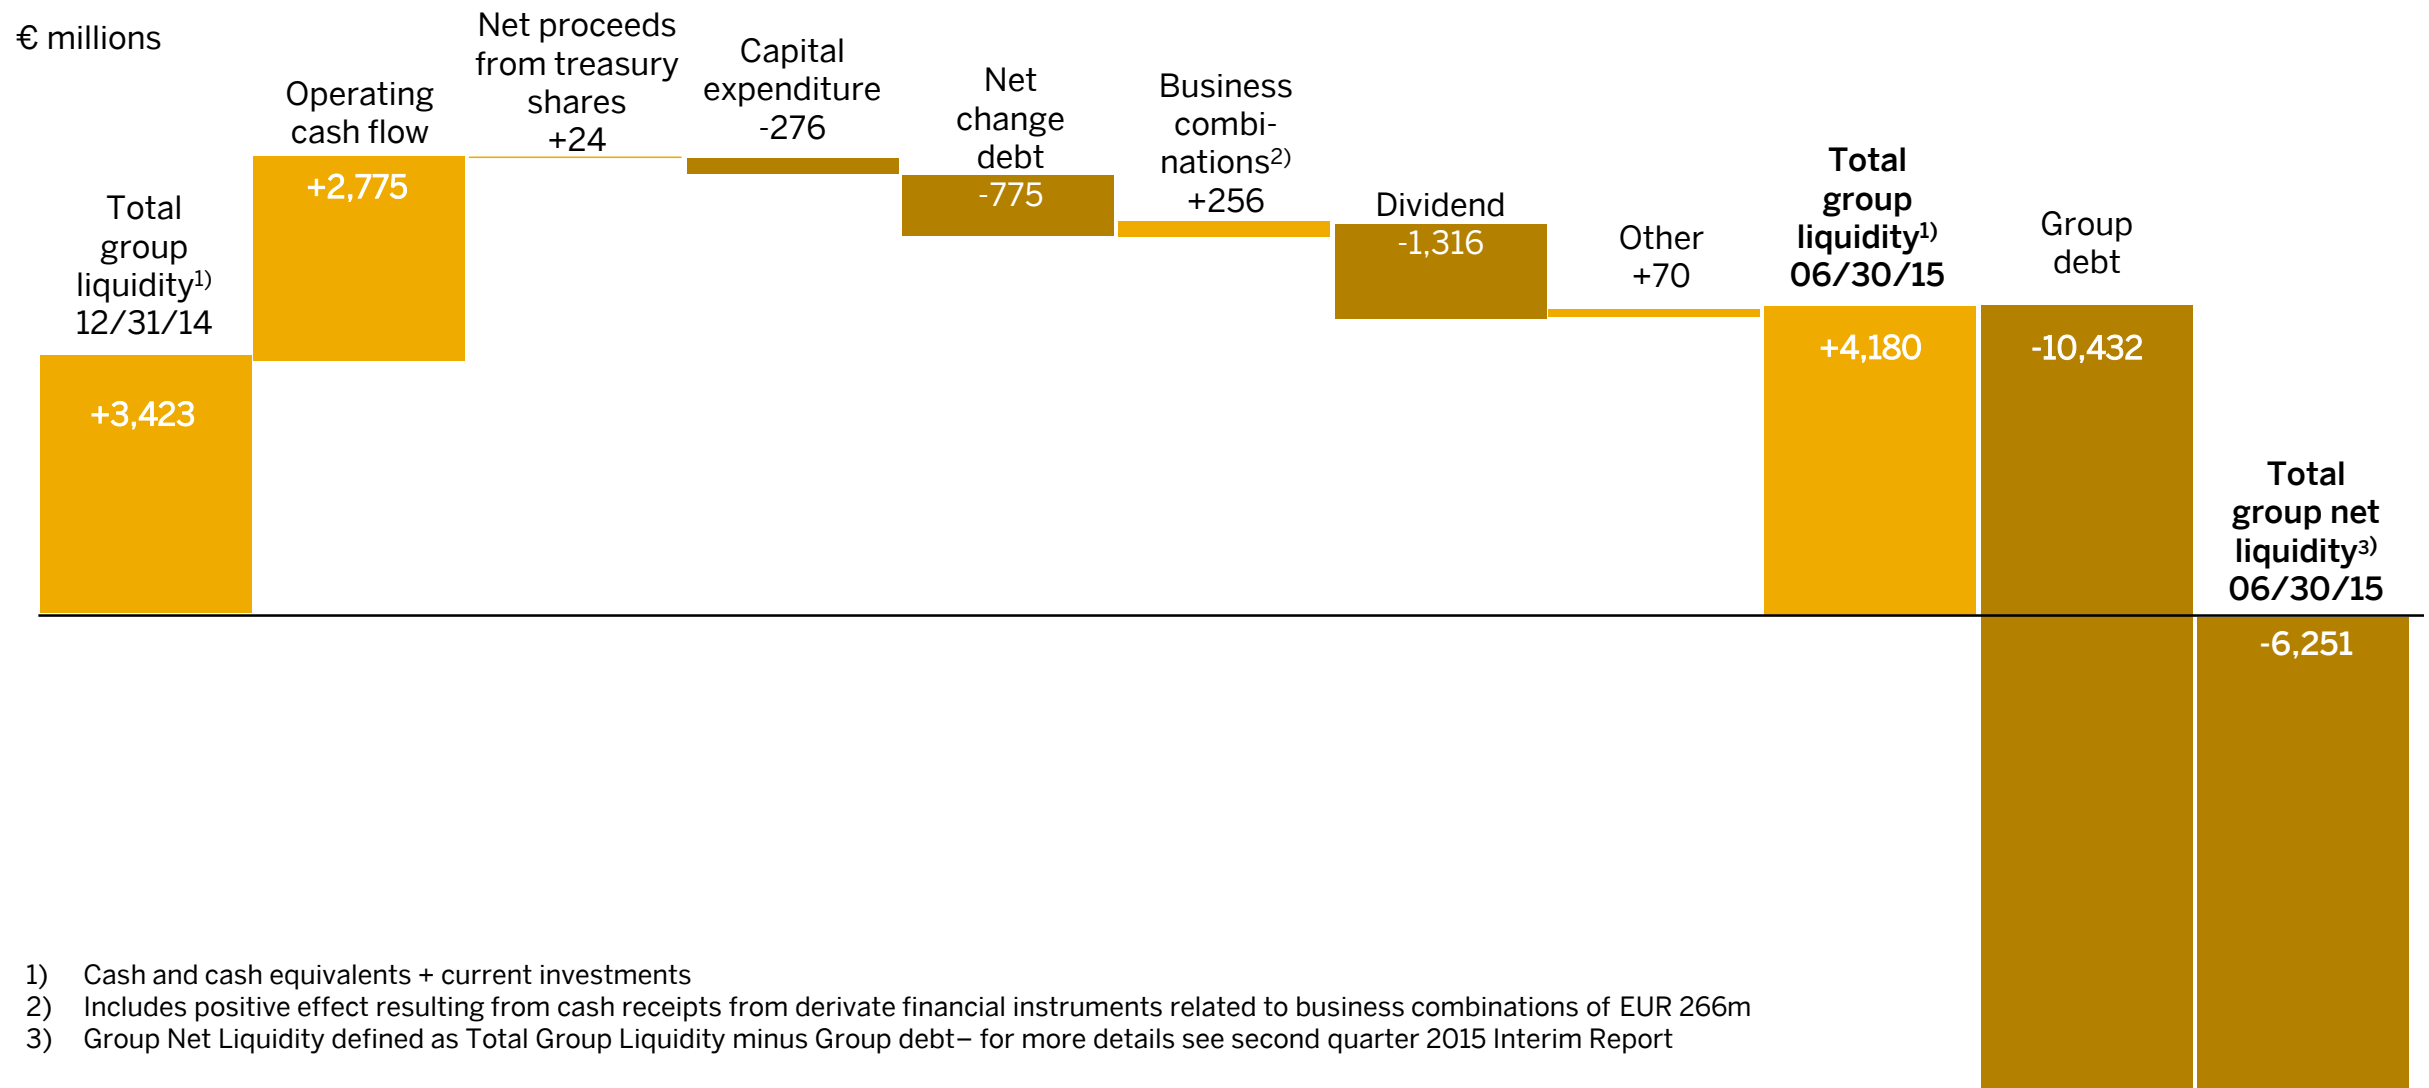 € millions
Total
group
liquidity1)
12/31/14
+3,423
Operating
cash flow
+2,775
Net proceeds
from treasury
shares
+24
Capital
expenditure
-276
Net
change
debt
-775
Business
combi-
nations2)
+256
Dividend
-1,316
Other
+70
Total
group
liquidity1)
06/30/15
+4,180
Group
debt
-10,432
Total
group net
liquidity3)
06/30/15
-6,251
1) Cash and cash equivalents + current investments
2) Includes positive effect resulting from cash receipts from derivate financial instruments related to business combinations of EUR 266m
3) Group Net Liquidity defined as Total Group Liquidity minus Group debt– for more details see second quarter 2015 Interim Report